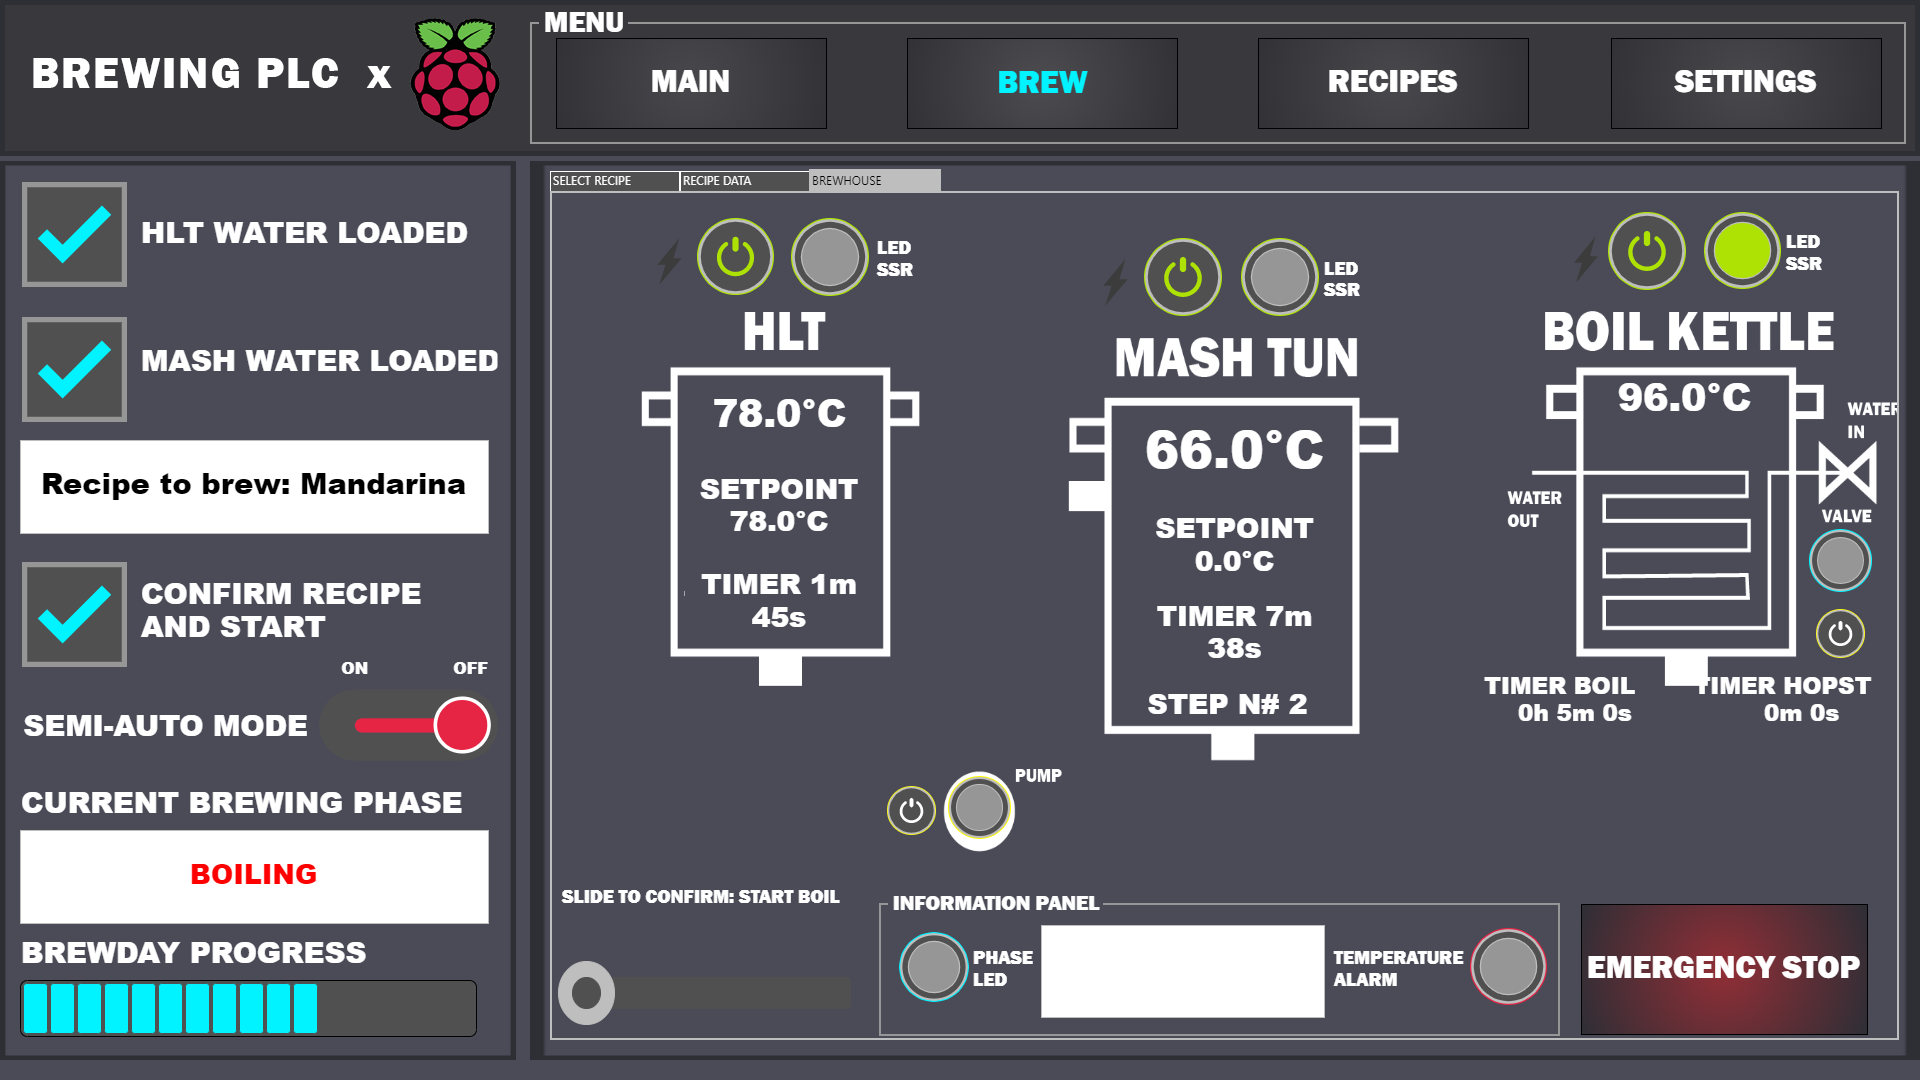 BREWING PLC x
MENU
MAIN
BREW
RECIPES
SETTINGS
HLT WATER LOADED
MASH WATER LOADED
Recipe to brew: Mandarina
CONFIRM RECIPE
AND START
ON OFF
SEMI-AUTO MODE
CURRENT BREWING PHASE
BOILING
BREWDAY PROGRESS
SELECT RECIPE
RECIPE DATA
BREWHOUSE
LED
SSR
HLT
78.0°C
SETPOINT
78.0°C
TIMER 1m
45s
LED
SSR
MASH TUN
66.0°C
SETPOINT
0.0°C
TIMER 7m
38s
STEP N# 2
LED
SSR
BOIL KETTLE
96.0°C
WATER
IN
WATER
OUT
VALVE
TIMER BOIL
0h 5m 0s
TIMER HOPST
0m 0s
PUMP
SLIDE TO CONFIRM: START BOIL
INFORMATION PANEL
PHASE
LED
TEMPERATURE
ALARM
EMERGENCY STOP